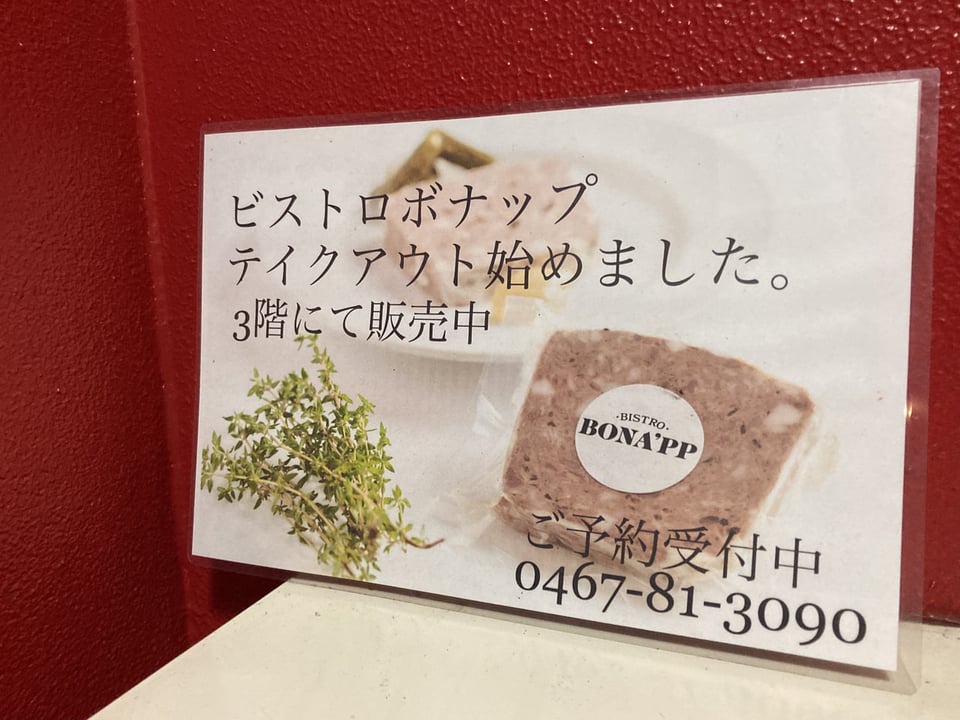 ビストロボナップ
テイクアウト始めました。
3階にて販売中
·BISTRO·
BONA'PP
ご予約受付中
0467-81-3090